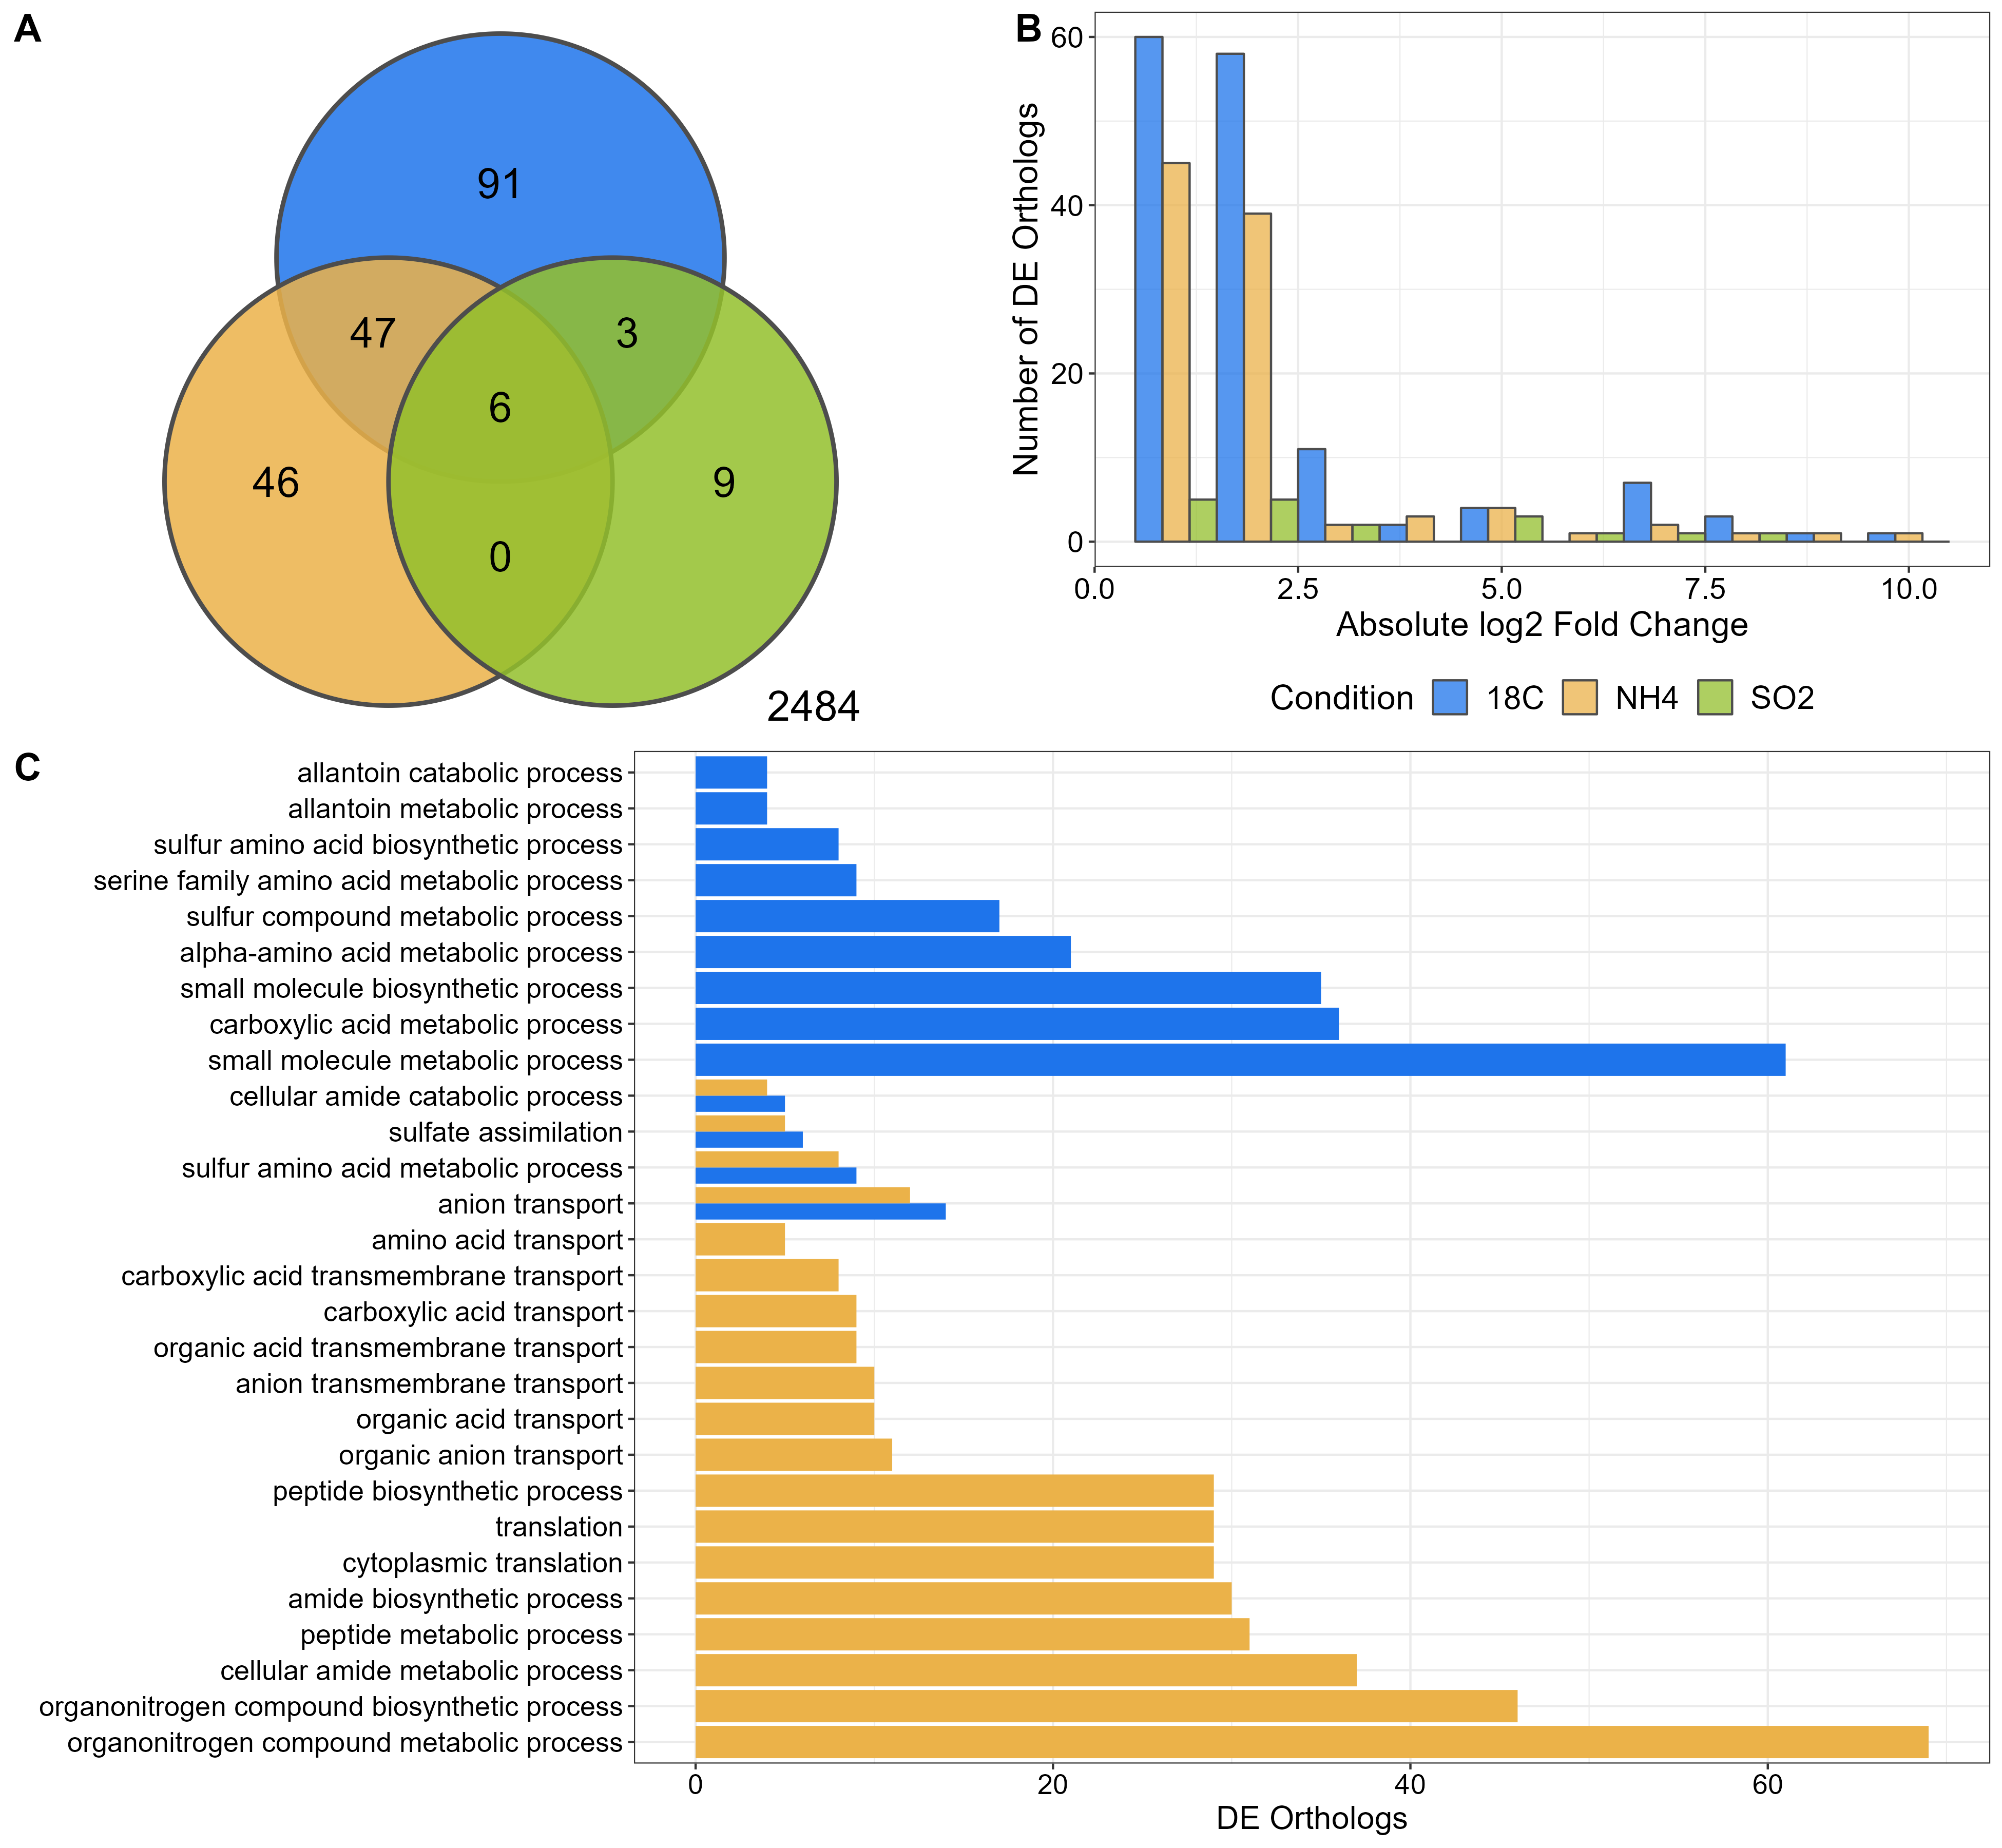 A
91
47
3
6
46
9
0
2484
B
60
40
20
0
Number of DE Orthologs
0.0 2.5 5.0 7.5 10.0
Absolute log2 Fold Change
Condition 18C NH4 SO2
C
allantoin catabolic process
allantoin metabolic process
sulfur amino acid biosynthetic process
serine family amino acid metabolic process
sulfur compound metabolic process
alpha-amino acid metabolic process
small molecule biosynthetic process
carboxylic acid metabolic process
small molecule metabolic process
cellular amide catabolic process
sulfate assimilation
sulfur amino acid metabolic process
anion transport
amino acid transport
carboxylic acid transmembrane transport
carboxylic acid transport
organic acid transmembrane transport
anion transmembrane transport
organic acid transport
organic anion transport
peptide biosynthetic process
translation
cytoplasmic translation
amide biosynthetic process
peptide metabolic process
cellular amide metabolic process
organonitrogen compound biosynthetic process
organonitrogen compound metabolic process
0 20 40 60
DE Orthologs